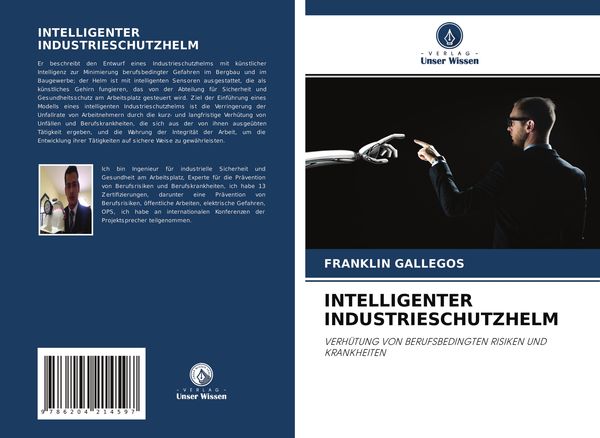 INTELLIGENTER
INDUSTRIESCHUTZHELM
Er beschreibt den Entwurf eines Industrieschutzhelms mit künstlicher
Intelligenz zur Minimierung berufsbedingter Gefahren im Bergbau und im
Baugewerbe; der Helm ist mit intelligenten Sensoren ausgestattet, die als
künstliches Gehirn fungieren, das von der Abteilung für Sicherheit und
Gesundheitsschutz am Arbeitsplatz gesteuert wird. Ziel der Einführung eines
Modells eines intelligenten Industrieschutzhelms ist die Verringerung der
Unfallrate von Arbeitnehmern durch die kurz- und langfristige Verhütung von
Unfällen und Berufskrankheiten, die sich aus der von ihnen ausgeübten
Tätigkeit ergeben, und die Wahrung der Integrität der Arbeit, um die
Entwicklung ihrer Tätigkeiten auf sichere Weise zu gewährleisten.
Ich bin Ingenieur für industrielle Sicherheit und
Gesundheit am Arbeitsplatz, Experte für die Prävention
von Berufsrisiken und Berufskrankheiten, ich habe 13
Zertifizierungen, darunter eine Prävention von
Berufsrisiken, öffentliche Arbeiten, elektrische Gefahren,
OPS, ich habe an internationalen Konferenzen der
Projektsprecher teilgenommen.
9 786204 214597
VERLAG
Unser Wissen
VERLAG
Unser Wissen
FRANKLIN GALLEGOS
INTELLIGENTER
INDUSTRIESCHUTZHELM
VERHÜTUNG VON BERUFSBEDINGTEN RISIKEN UND
KRANKHEITEN